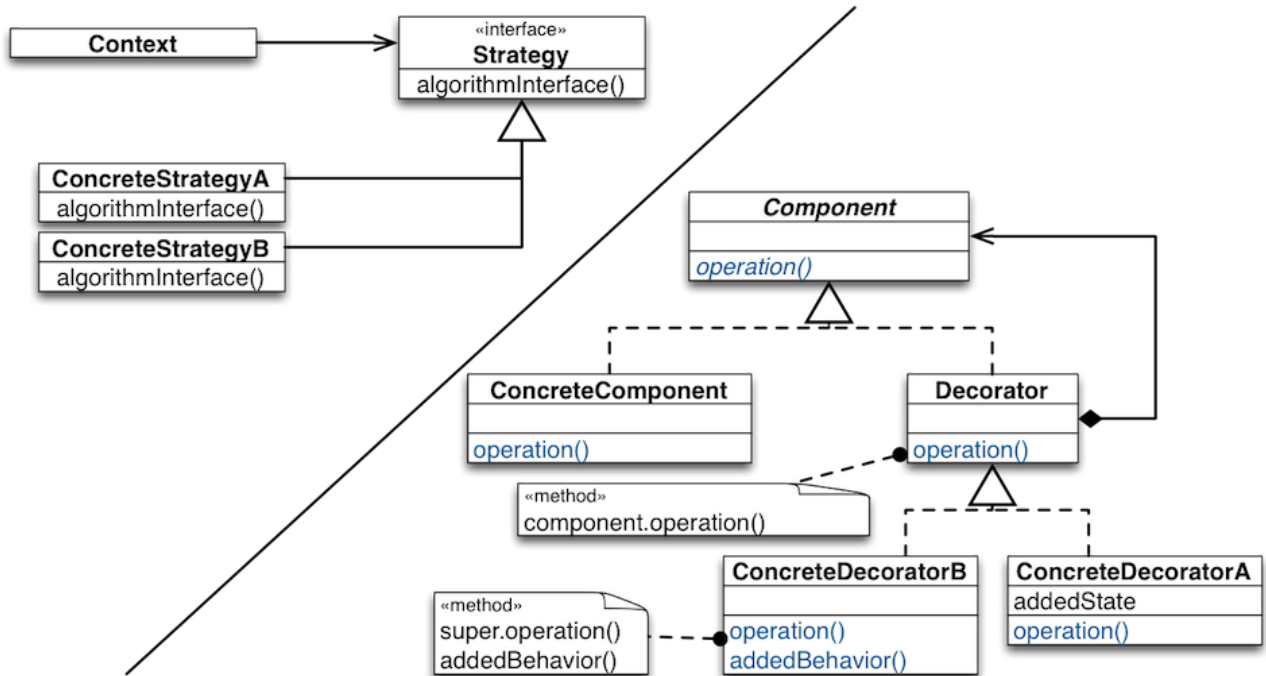 Context
«interface»
Strategy
algorithmInterface()
ConcreteStrategyA
algorithmInterface()
ConcreteStrategyB
algorithmInterface()
Component
operation()
ConcreteComponent
operation()
Decorator
operation()
«method»
component.operation()
ConcreteDecoratorB
operation()
addedBehavior()
ConcreteDecoratorA
addedState
operation()
«method»
super.operation()
addedBehavior()